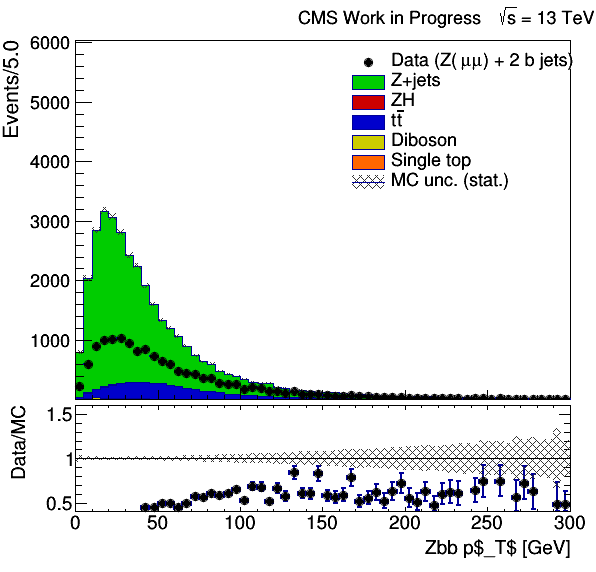 CMS Work in Progress √s = 13 TeV
Events/5.0
6000
5000
4000
3000
2000
1000
Data (Z(μμ) + 2 b jets)
Z+jets
ZH
tt̅
Diboson
Single top
MC unc. (stat.)
Data/MC
1.5
1
0.5
0 50 100 150 200 250 300
Zbb p$_T$ [GeV]